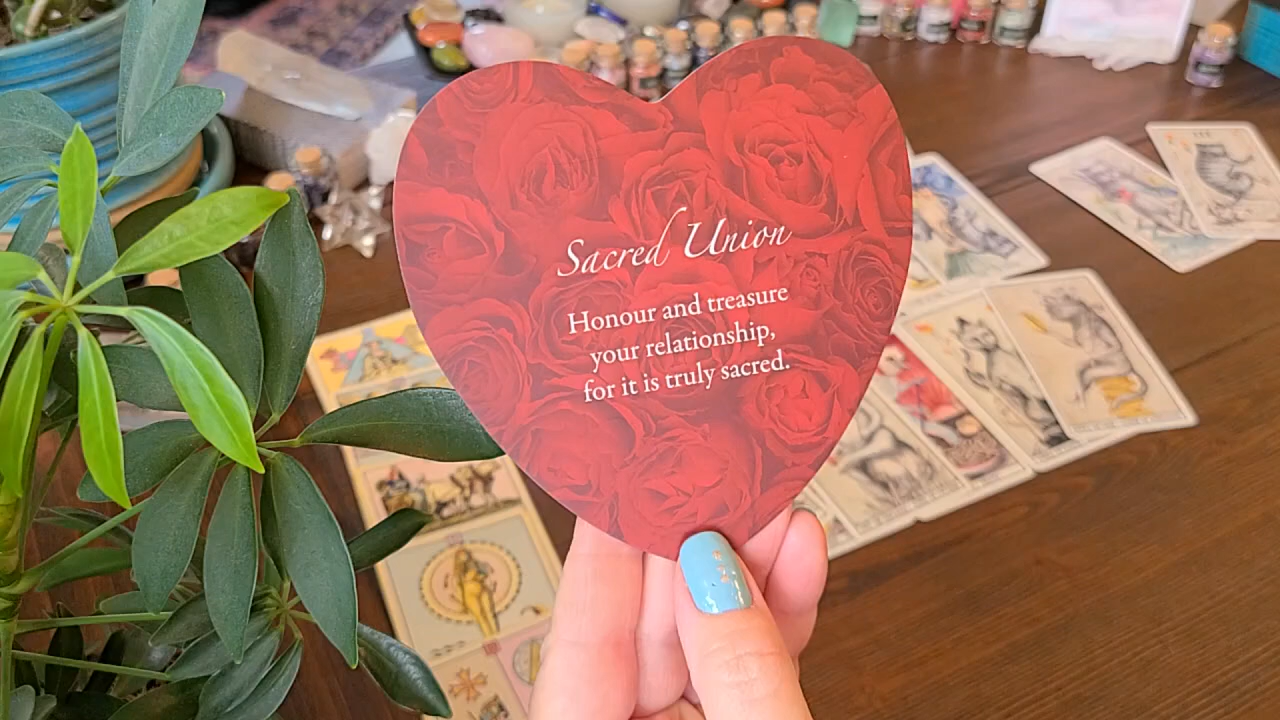 Sacred Union
Honour and treasure
your relationship,
for it is truly sacred.